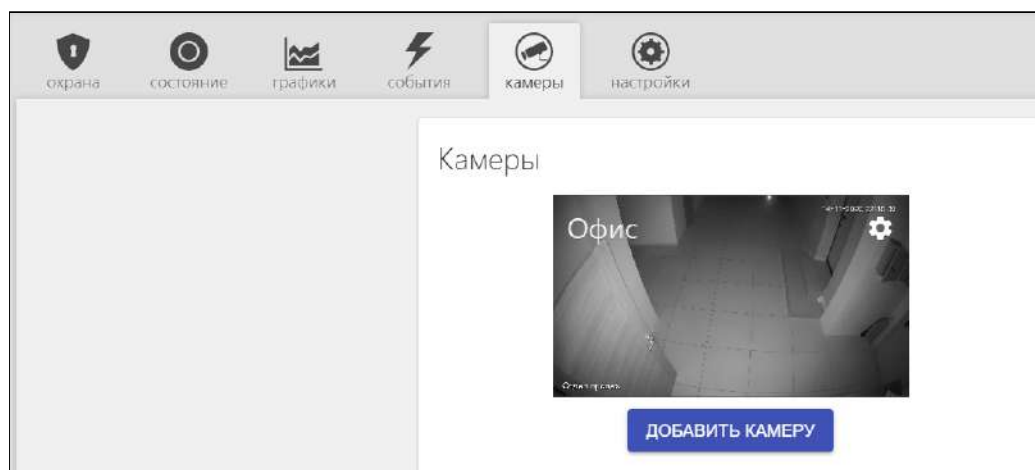 охрана состояние графики события камеры настройки
Камеры
Офис
ДОБАВИТЬ КАМЕРУ